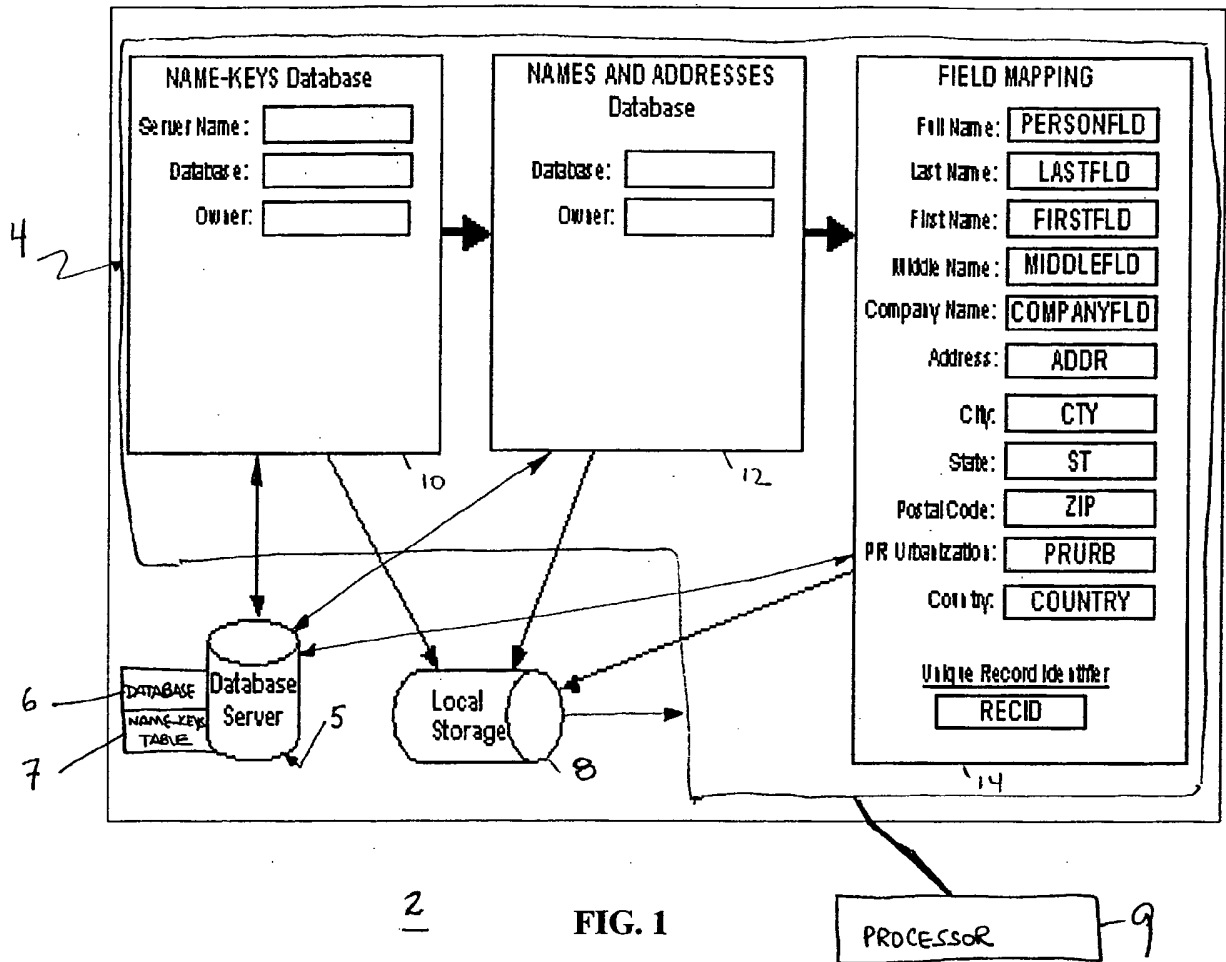 NAME-KEYS Database
Server Name:
Database:
Owner:
10
NAMES AND ADDRESSES
Database
Database:
Owner:
12
FIELD MAPPING
Full Name: PERSONFLD
Last Name: LASTFLD
First Name: FIRSTFLD
Middle Name: MIDDLEFLD
Company Name: COMPANYFLD
Address: ADDR
City: CTY
State: ST
Postal Code: ZIP
PR Urbanization: PRURB
Country: COUNTRY
Unique Record Identifier
RECID
14
4
6
DATABASE
7
NAME-KEYS
TABLE
Database
Server
5
Local
Storage
8
2
FIG. 1
PROCESSOR
9